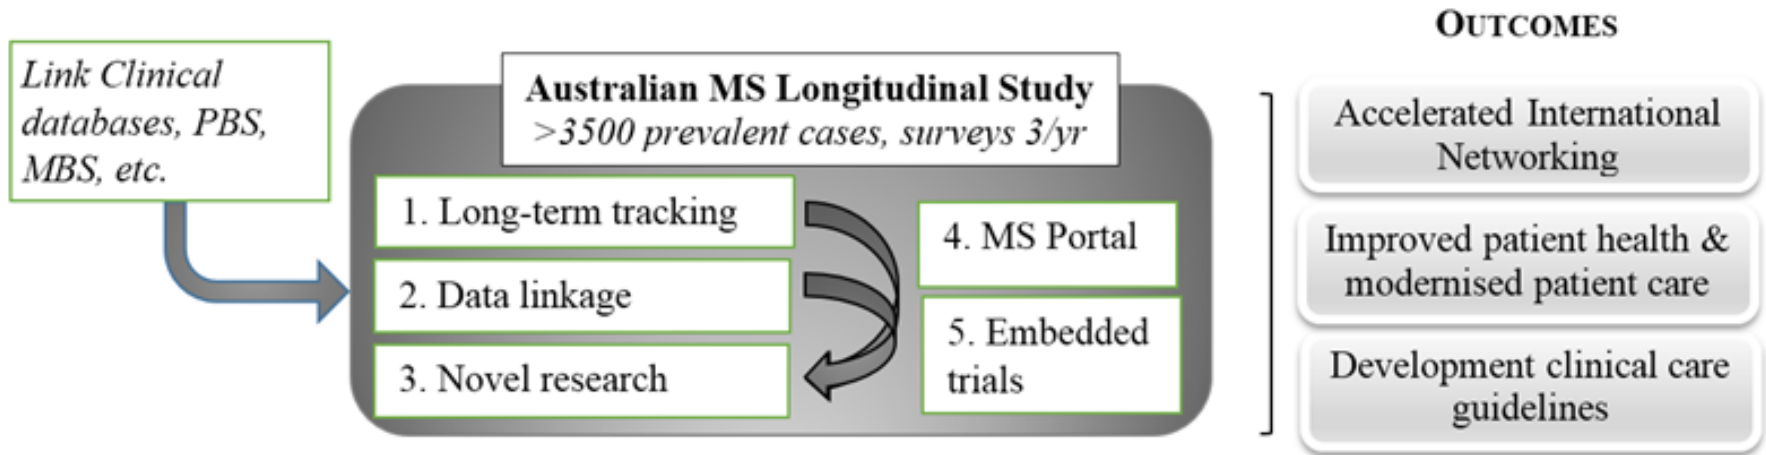 Link Clinical
databases, PBS,
MBS, etc.
Australian MS Longitudinal Study
>3500 prevalent cases, surveys 3/yr
1. Long-term tracking
2. Data linkage
3. Novel research
4. MS Portal
5. Embedded
trials
OUTCOMES
Accelerated International
Networking
Improved patient health &
modernised patient care
Development clinical care
guidelines